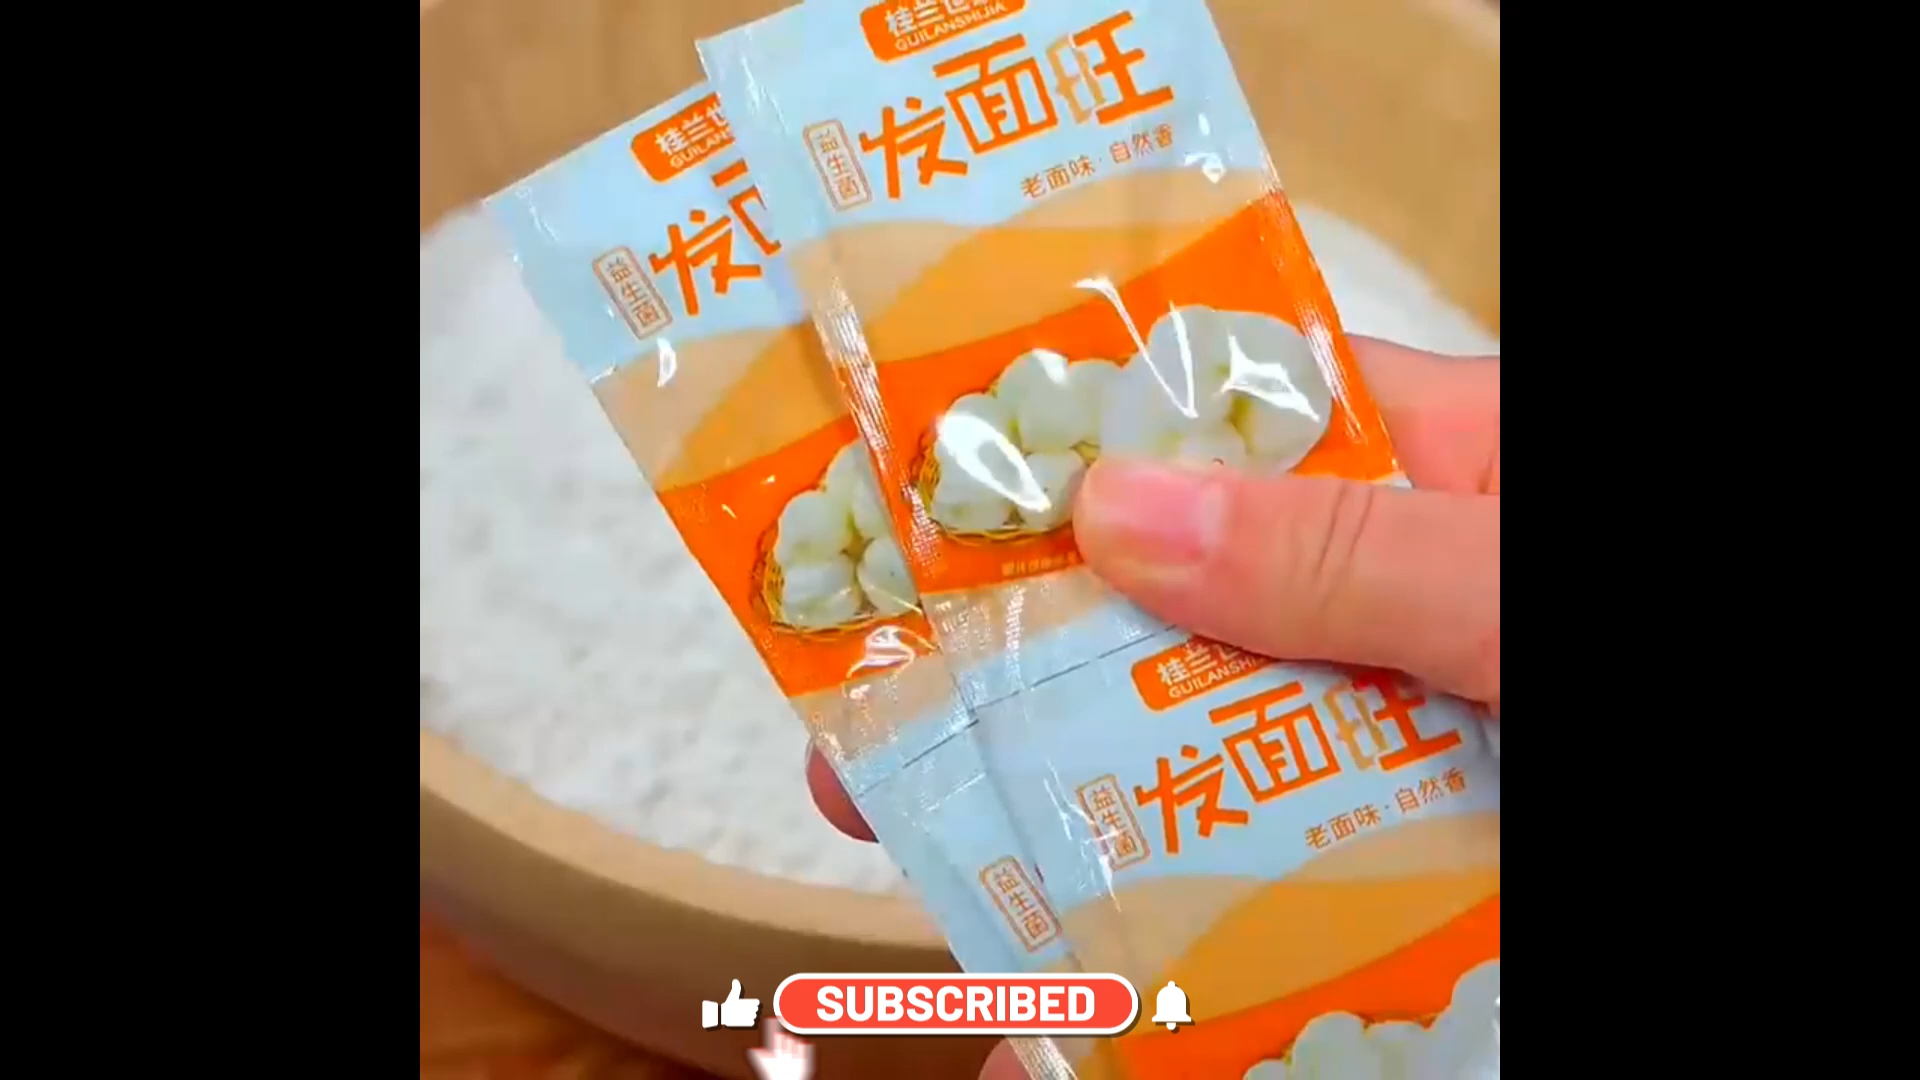 桂兰世家
GUILANSHIJIA
发面旺
益生菌
老面味·自然香
桂兰世
GUILANS
发面
益生菌
桂兰世
GUILANSHI
发面旺
益生菌
老面味·自然香
益生菌
SUBSCRIBED